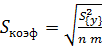 S_коэф = √(S²_{y} / (n m))